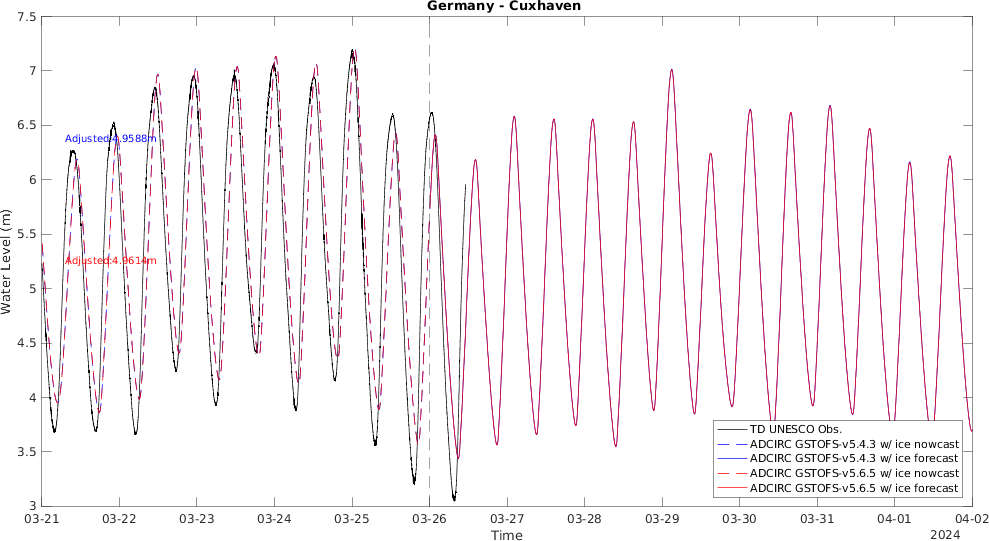 Germany - Cuxhaven
7.5
7
6.5
6
5.5
5
4.5
4
3.5
3
Water Level (m)
Adjusted:4.9588m
Adjusted:4.9614m
TD UNESCO Obs.
ADCIRC GSTOFS-v5.4.3 w/ ice nowcast
ADCIRC GSTOFS-v5.4.3 w/ ice forecast
ADCIRC GSTOFS-v5.6.5 w/ ice nowcast
ADCIRC GSTOFS-v5.6.5 w/ ice forecast
03-21 03-22 03-23 03-24 03-25 03-26 03-27 03-28 03-29 03-30 03-31 04-01 04-02
Time
2024